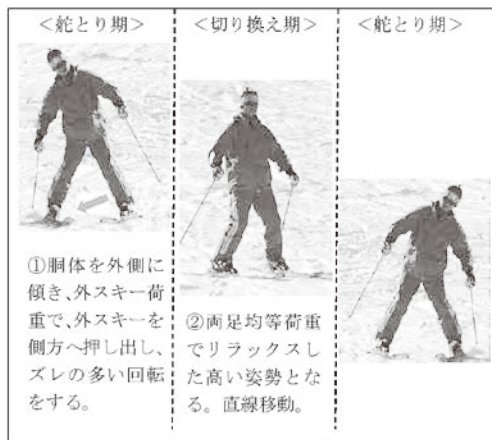 ＜舵とり期＞
＜切り換え期＞
＜舵とり期＞
①胴体を外側に
傾き、外スキー荷
重で、外スキーを
側方へ押し出し、
ズレの多い回転
をする。
②両足均等荷重
でリラックスし
た高い姿勢とな
る。直線移動。